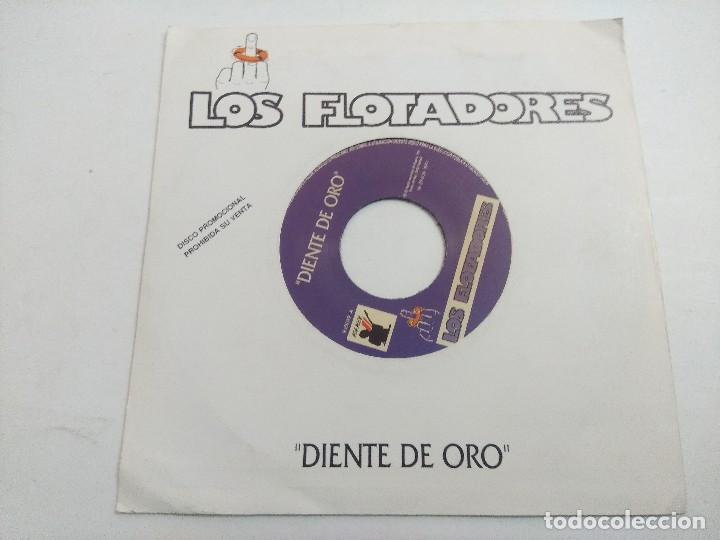 LOS FLOTADORES
DISCO PROMOCIONAL
PROHIBIDA SU VENTA
"DIENTE DE ORO"
LOS FLOTADORES
"DIENTE DE ORO"
todocoleccion